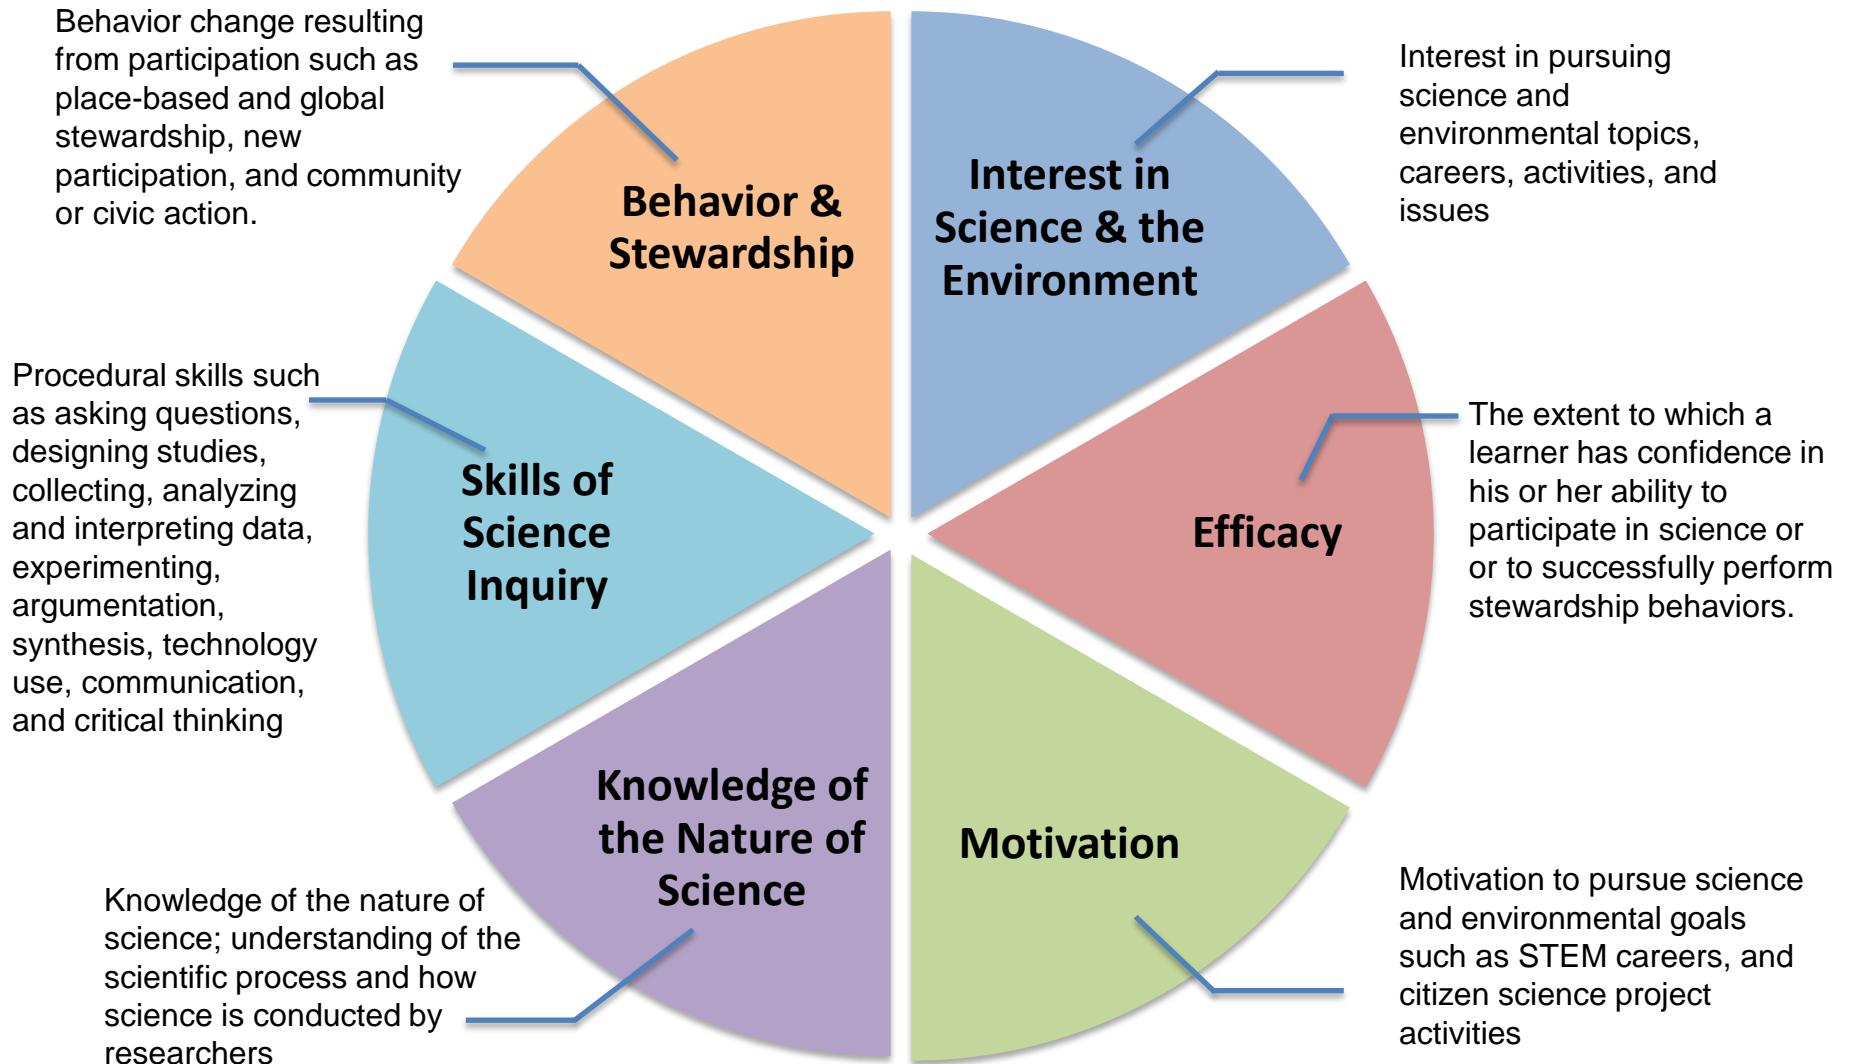 Behavior change resulting
from participation such as
place-based and global
stewardship, new
participation, and community
or civic action.
Behavior &
Stewardship
Interest in
Science & the
Environment
Interest in pursuing
science and
environmental topics,
careers, activities, and
issues
Procedural skills such
as asking questions,
designing studies,
collecting, analyzing
and interpreting data,
experimenting,
argumentation,
synthesis, technology
use, communication,
and critical thinking
Skills of
Science
Inquiry
Efficacy
The extent to which a
learner has confidence in
his or her ability to
participate in science or
or to successfully perform
stewardship behaviors.
Knowledge of the nature of
science; understanding of the
scientific process and how
science is conducted by
researchers
Knowledge of
the Nature of
Science
Motivation
Motivation to pursue science
and environmental goals
such as STEM careers, and
citizen science project
activities